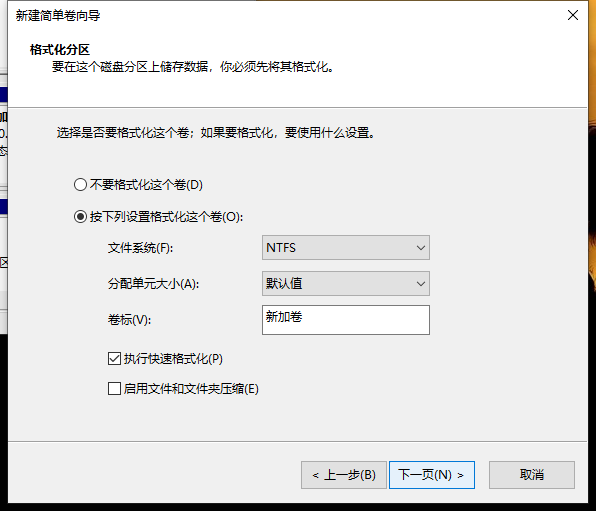 新建简单卷向导
格式化分区
要在这个磁盘分区上储存数据，你必须先将其格式化。
选择是否要格式化这个卷；如果要格式化，要使用什么设置。
不要格式化这个卷(D)
按下列设置格式化这个卷(O):
文件系统(F): NTFS
分配单元大小(A): 默认值
卷标(V): 新加卷
执行快速格式化(P)
启用文件和文件夹压缩(E)
< 上一步(B) 下一页(N) > 取消